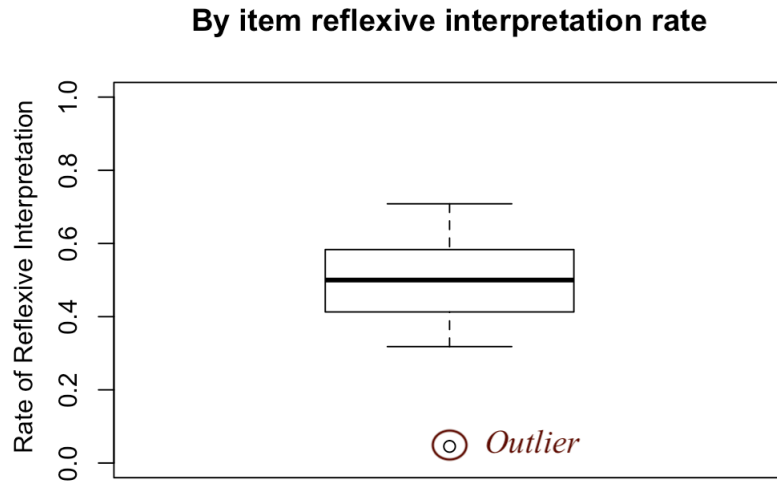 By item reflexive interpretation rate
Rate of Reflexive Interpretation
1.0
0.8
0.6
0.4
0.2
0.0
Outlier